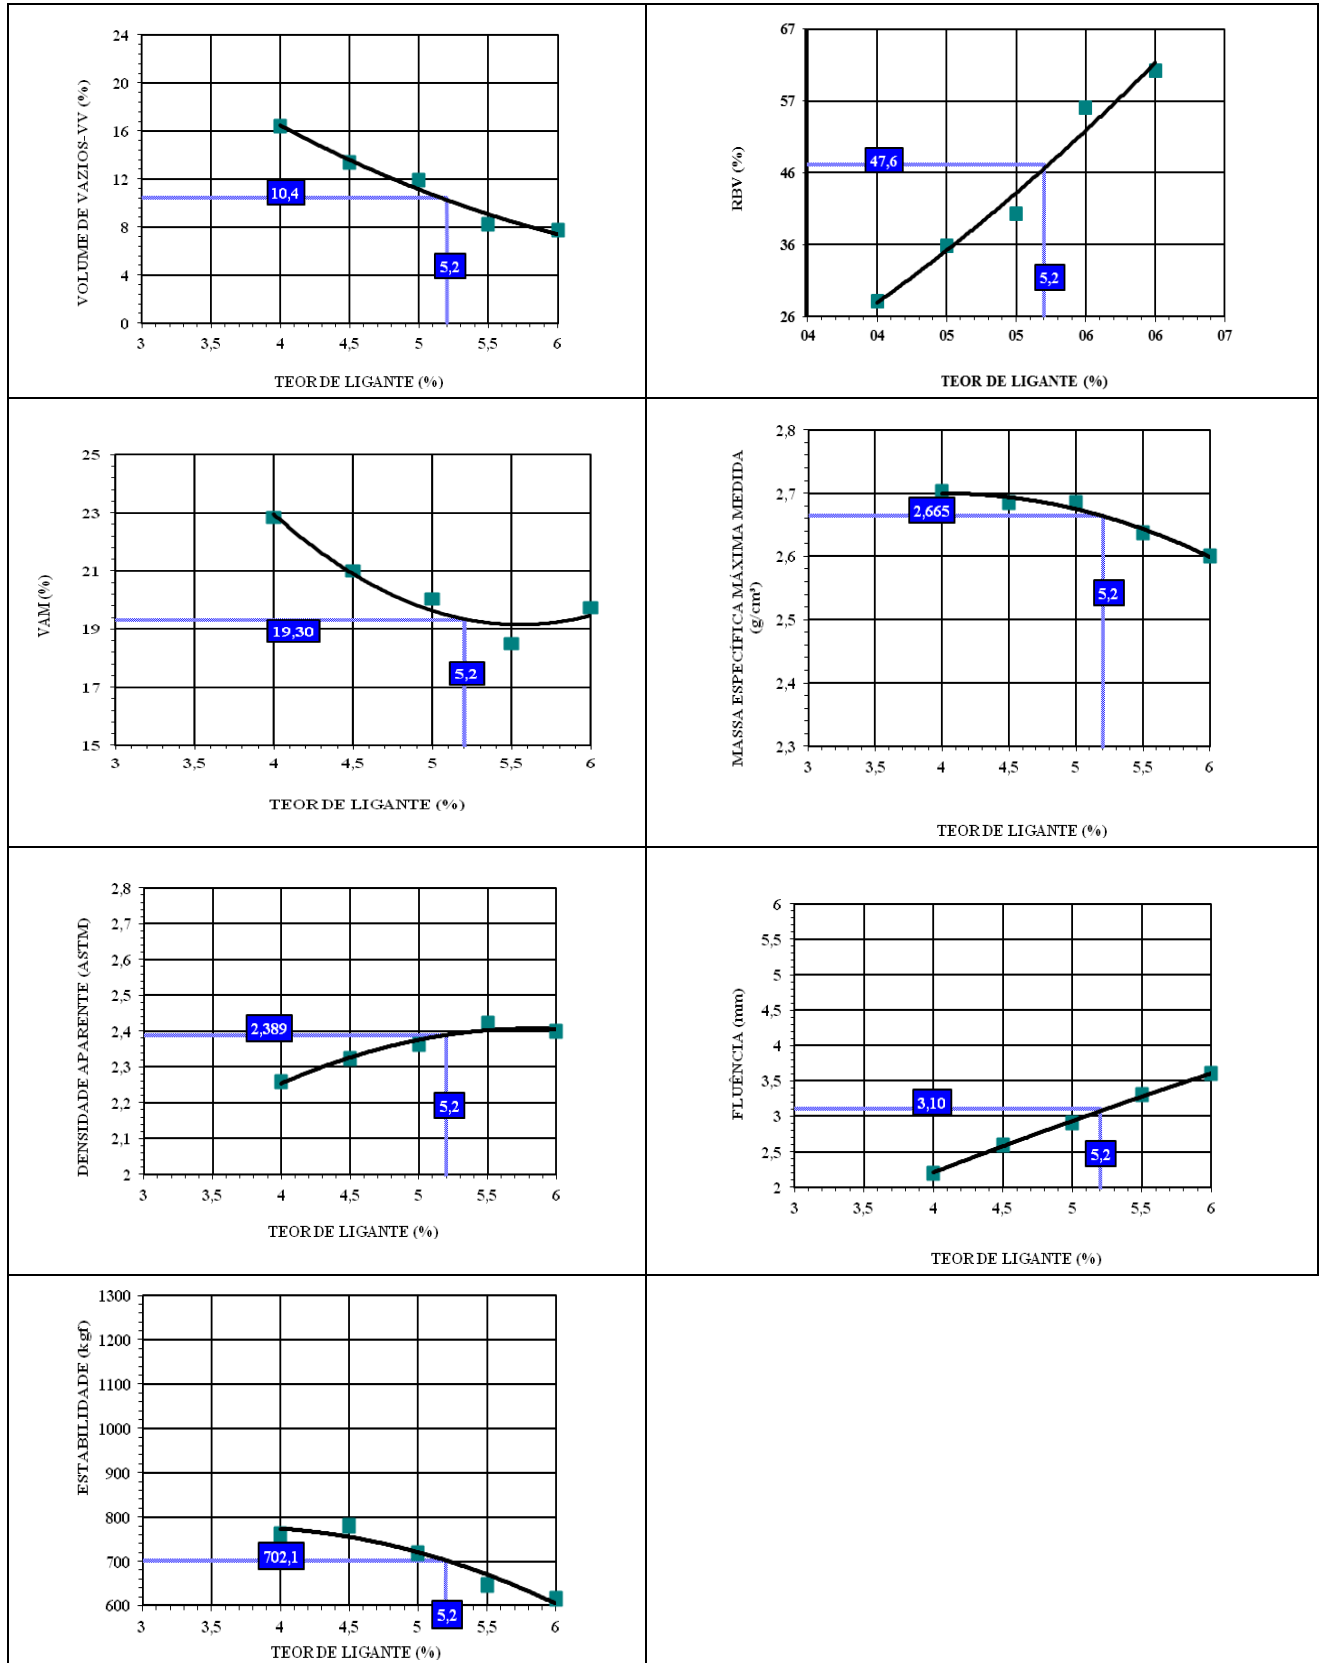 VOLUME DE VAZIOS-VV (%)
24
20
16
12
8
4
0
10,4
5,2
3 3,5 4 4,5 5 5,5 6
TEOR DE LIGANTE (%)
RBV (%)
67
57
46
36
26
47,6
5,2
04 04 05 05 06 06 07
TEOR DE LIGANTE (%)
VAM (%)
25
23
21
19
17
15
19,30
5,2
3 3,5 4 4,5 5 5,5 6
TEOR DE LIGANTE (%)
MASSA ESPECÍFICA MÁXIMA MEDIDA
(g/cm³)
2,8
2,7
2,6
2,5
2,4
2,3
2,665
5,2
3 3,5 4 4,5 5 5,5 6
TEOR DE LIGANTE (%)
DENSIDADE APARENTE (ASTM)
2,8
2,7
2,6
2,5
2,4
2,3
2,2
2,1
2
2,389
5,2
3 3,5 4 4,5 5 5,5 6
TEOR DE LIGANTE (%)
FLUÊNCIA (mm)
6
5,5
5
4,5
4
3,5
3
2,5
2
3,10
5,2
3 3,5 4 4,5 5 5,5 6
TEOR DE LIGANTE (%)
ESTABILIDADE (kgf)
1300
1200
1100
1000
900
800
700
600
702,1
5,2
3 3,5 4 4,5 5 5,5 6
TEOR DE LIGANTE (%)